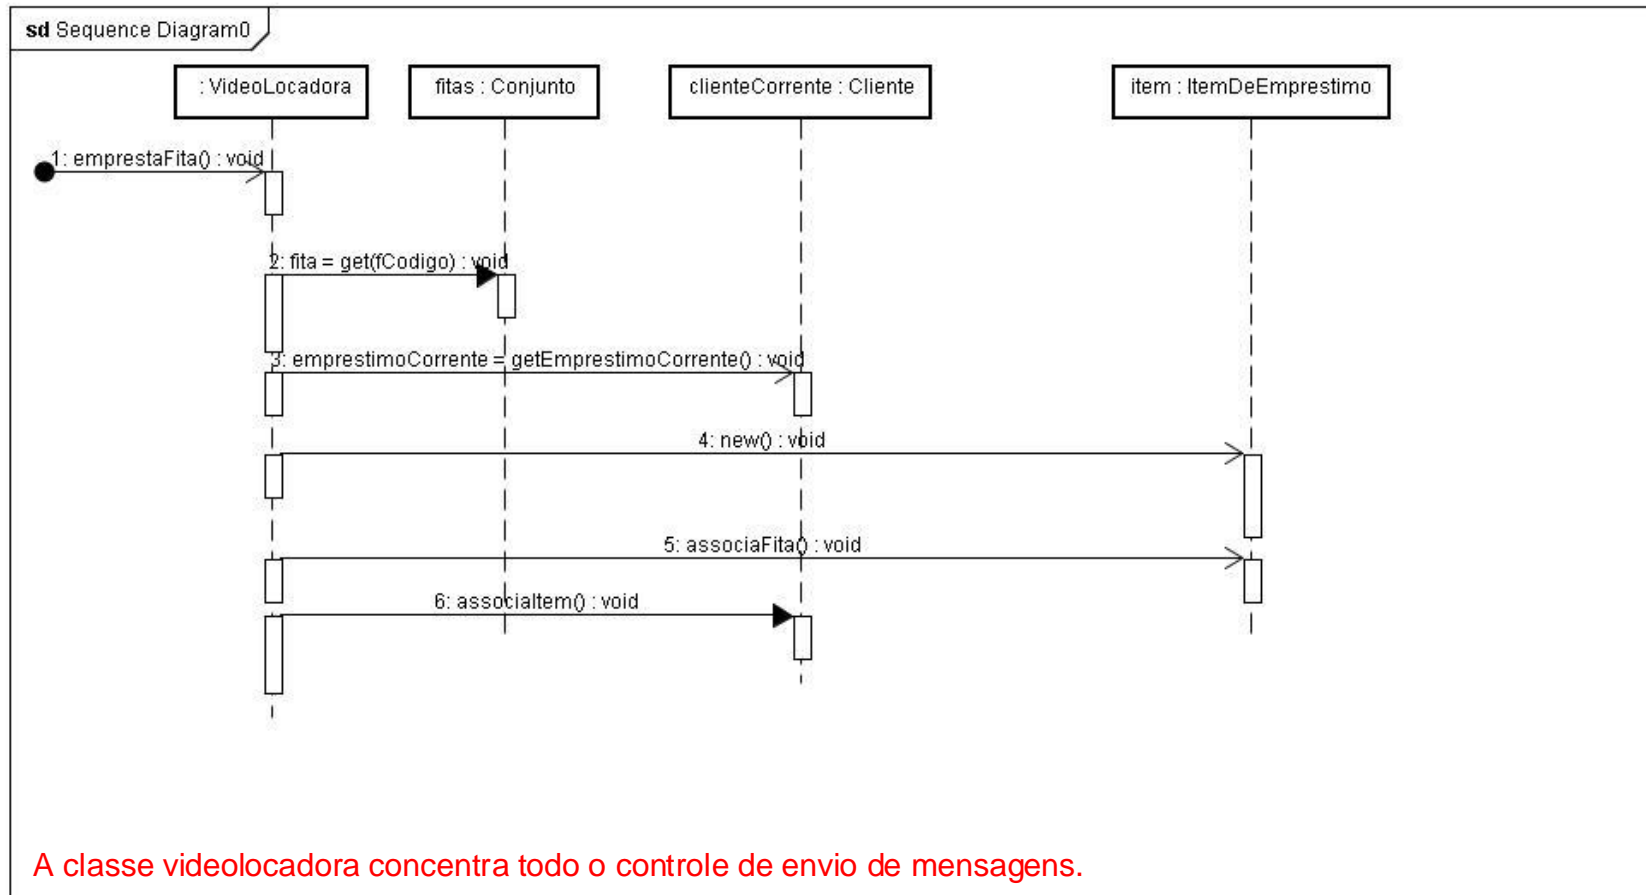 sd Sequence Diagram0
: VideoLocadora
fitas : Conjunto
clienteCorrente : Cliente
item : ItemDeEmprestimo
1: emprestaFita() : void
2: fita = get(fCodigo) : void
3: emprestimoCorrente = getEmprestimoCorrente() : void
4: new() : void
5: associaFita() : void
6: associaItem() : void
A classe videolocadora concentra todo o controle de envio de mensagens.